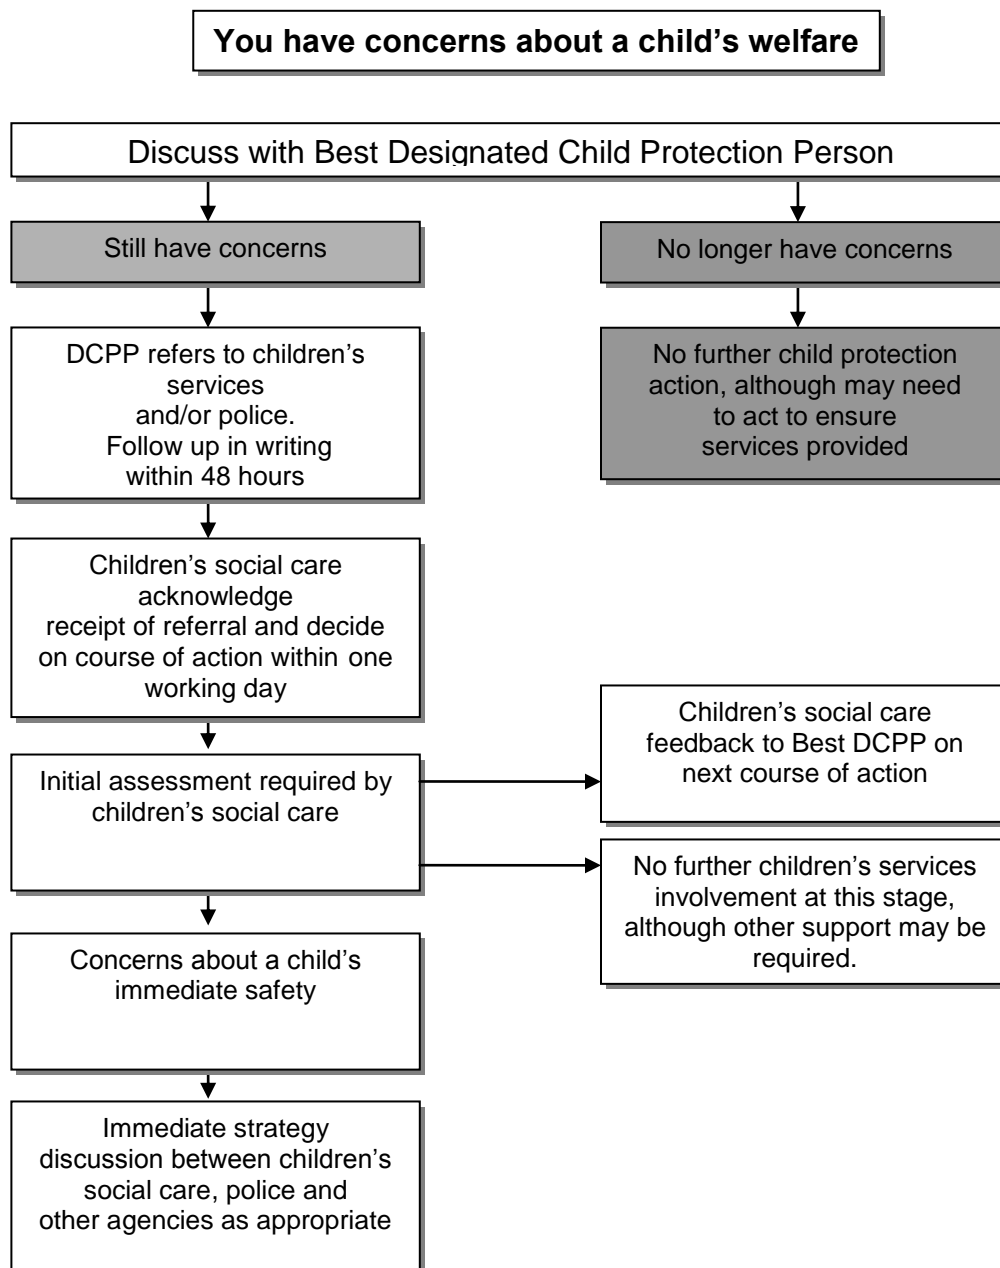 You have concerns about a child’s welfare
Discuss with Best Designated Child Protection Person
Still have concerns
No longer have concerns
DCPP refers to children’s
services
and/or police.
Follow up in writing
within 48 hours
No further child protection
action, although may need
to act to ensure
services provided
Children’s social care
acknowledge
receipt of referral and decide
on course of action within one
working day
Children’s social care
feedback to Best DCPP on
next course of action
Initial assessment required by
children’s social care
No further children’s services
involvement at this stage,
although other support may be
required.
Concerns about a child’s
immediate safety
Immediate strategy
discussion between children’s
social care, police and
other agencies as appropriate